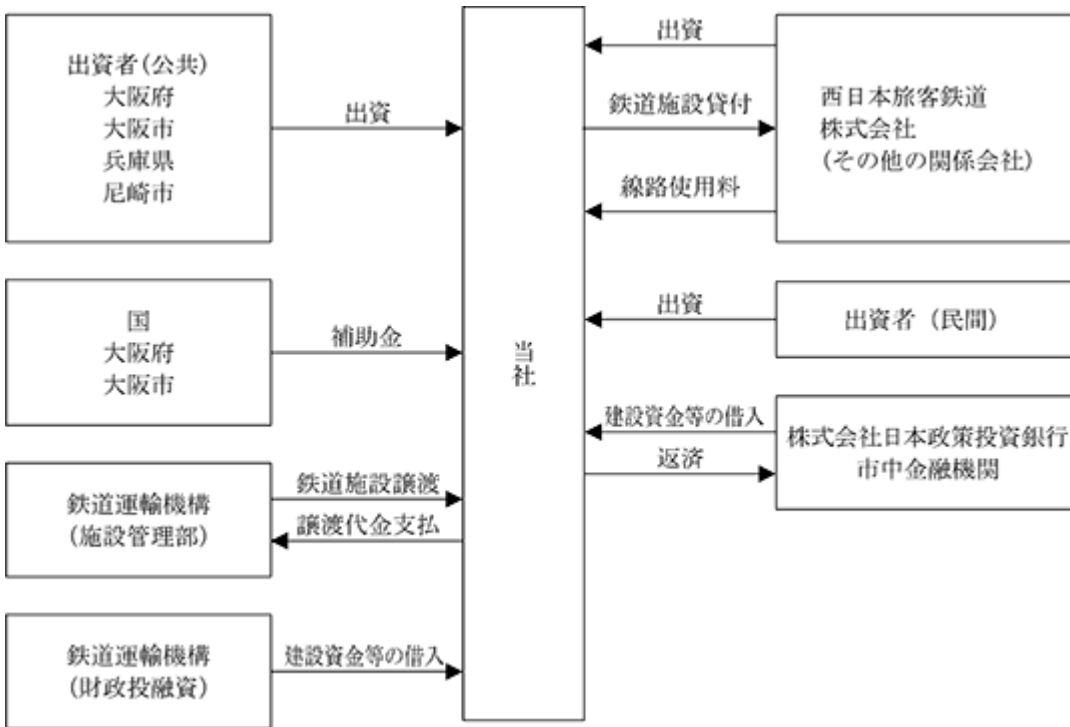 出資者(公共)
大阪府
大阪市
兵庫県
尼崎市
出資
国
大阪府
大阪市
補助金
鉄道運輸機構
(施設管理部)
鉄道施設譲渡
譲渡代金支払
鉄道運輸機構
(財政投融資)
建設資金等の借入
当社
出資
鉄道施設貸付
線路使用料
西日本旅客鉄道
株式会社
(その他の関係会社)
出資
出資者（民間）
建設資金等の借入
返済
株式会社日本政策投資銀行
市中金融機関